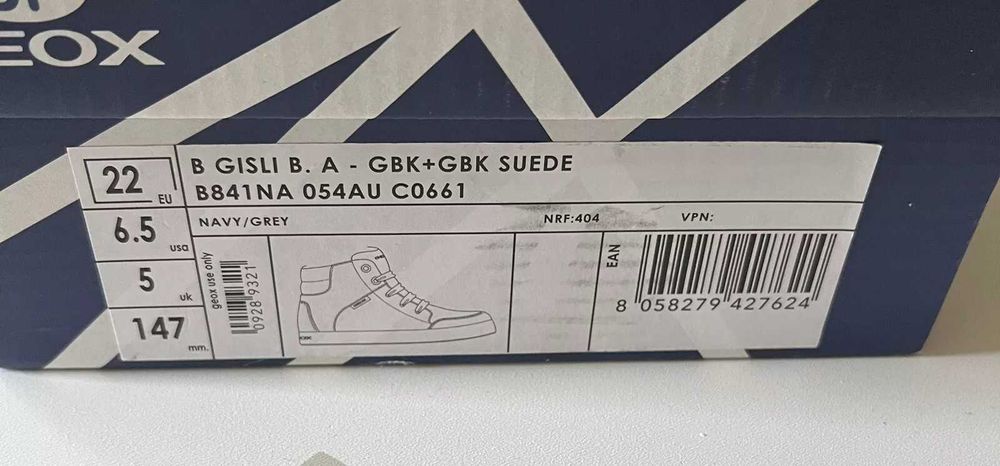 GEOX
22 EU
B GISLI B. A - GBK+GBK SUEDE
B841NA 054AU C0661
6.5 usa
NAVY/GREY NRF:404 VPN:
5 uk
147 mm.
geox use only
0928 9321
EAN
8 058279 427624